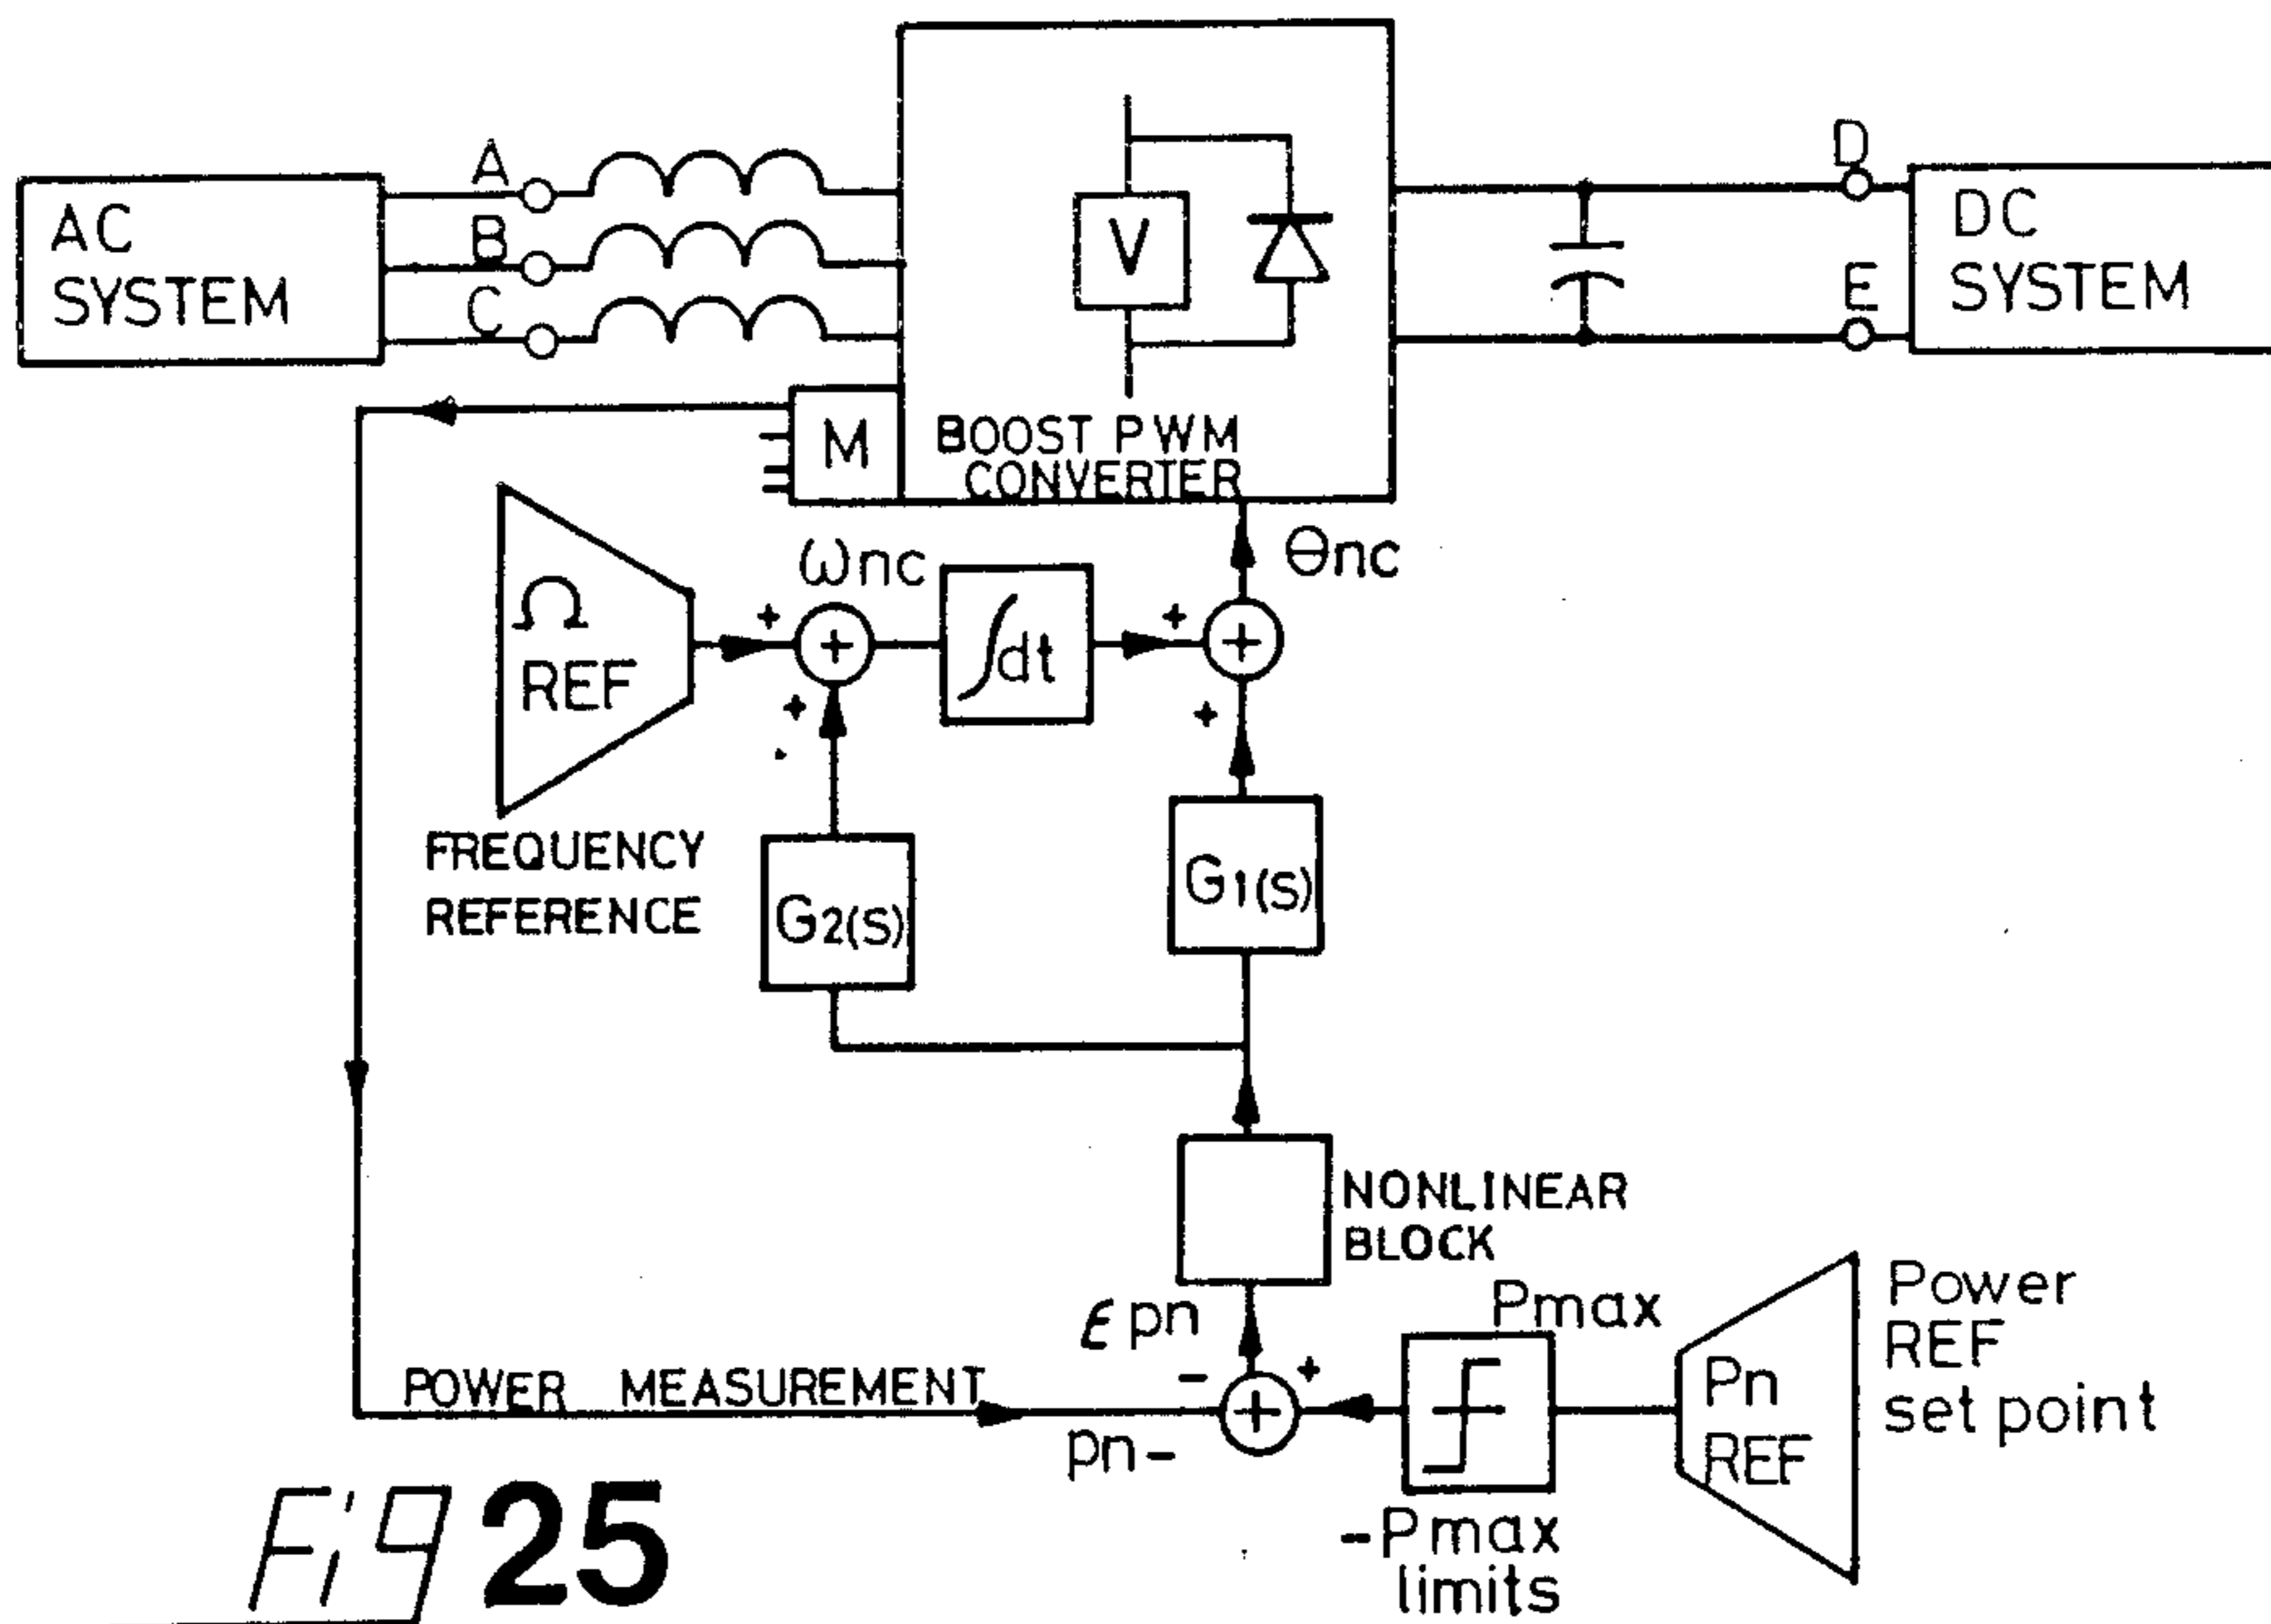 A
B
C
AC
SYSTEM
V
D
E
DC
SYSTEM
M
BOOST PWM
CONVERTER
ωnc
θnc
Ω
REF
+
+
∫dt
+
+
+
+
FREQUENCY
REFERENCE
G2(S)
G1(S)
NONLINEAR
BLOCK
εpn
Pmax
Power
REF
set point
Pn
REF
POWER MEASUREMENT
-
+
+
pn-
-Pmax
limits
Fig 25